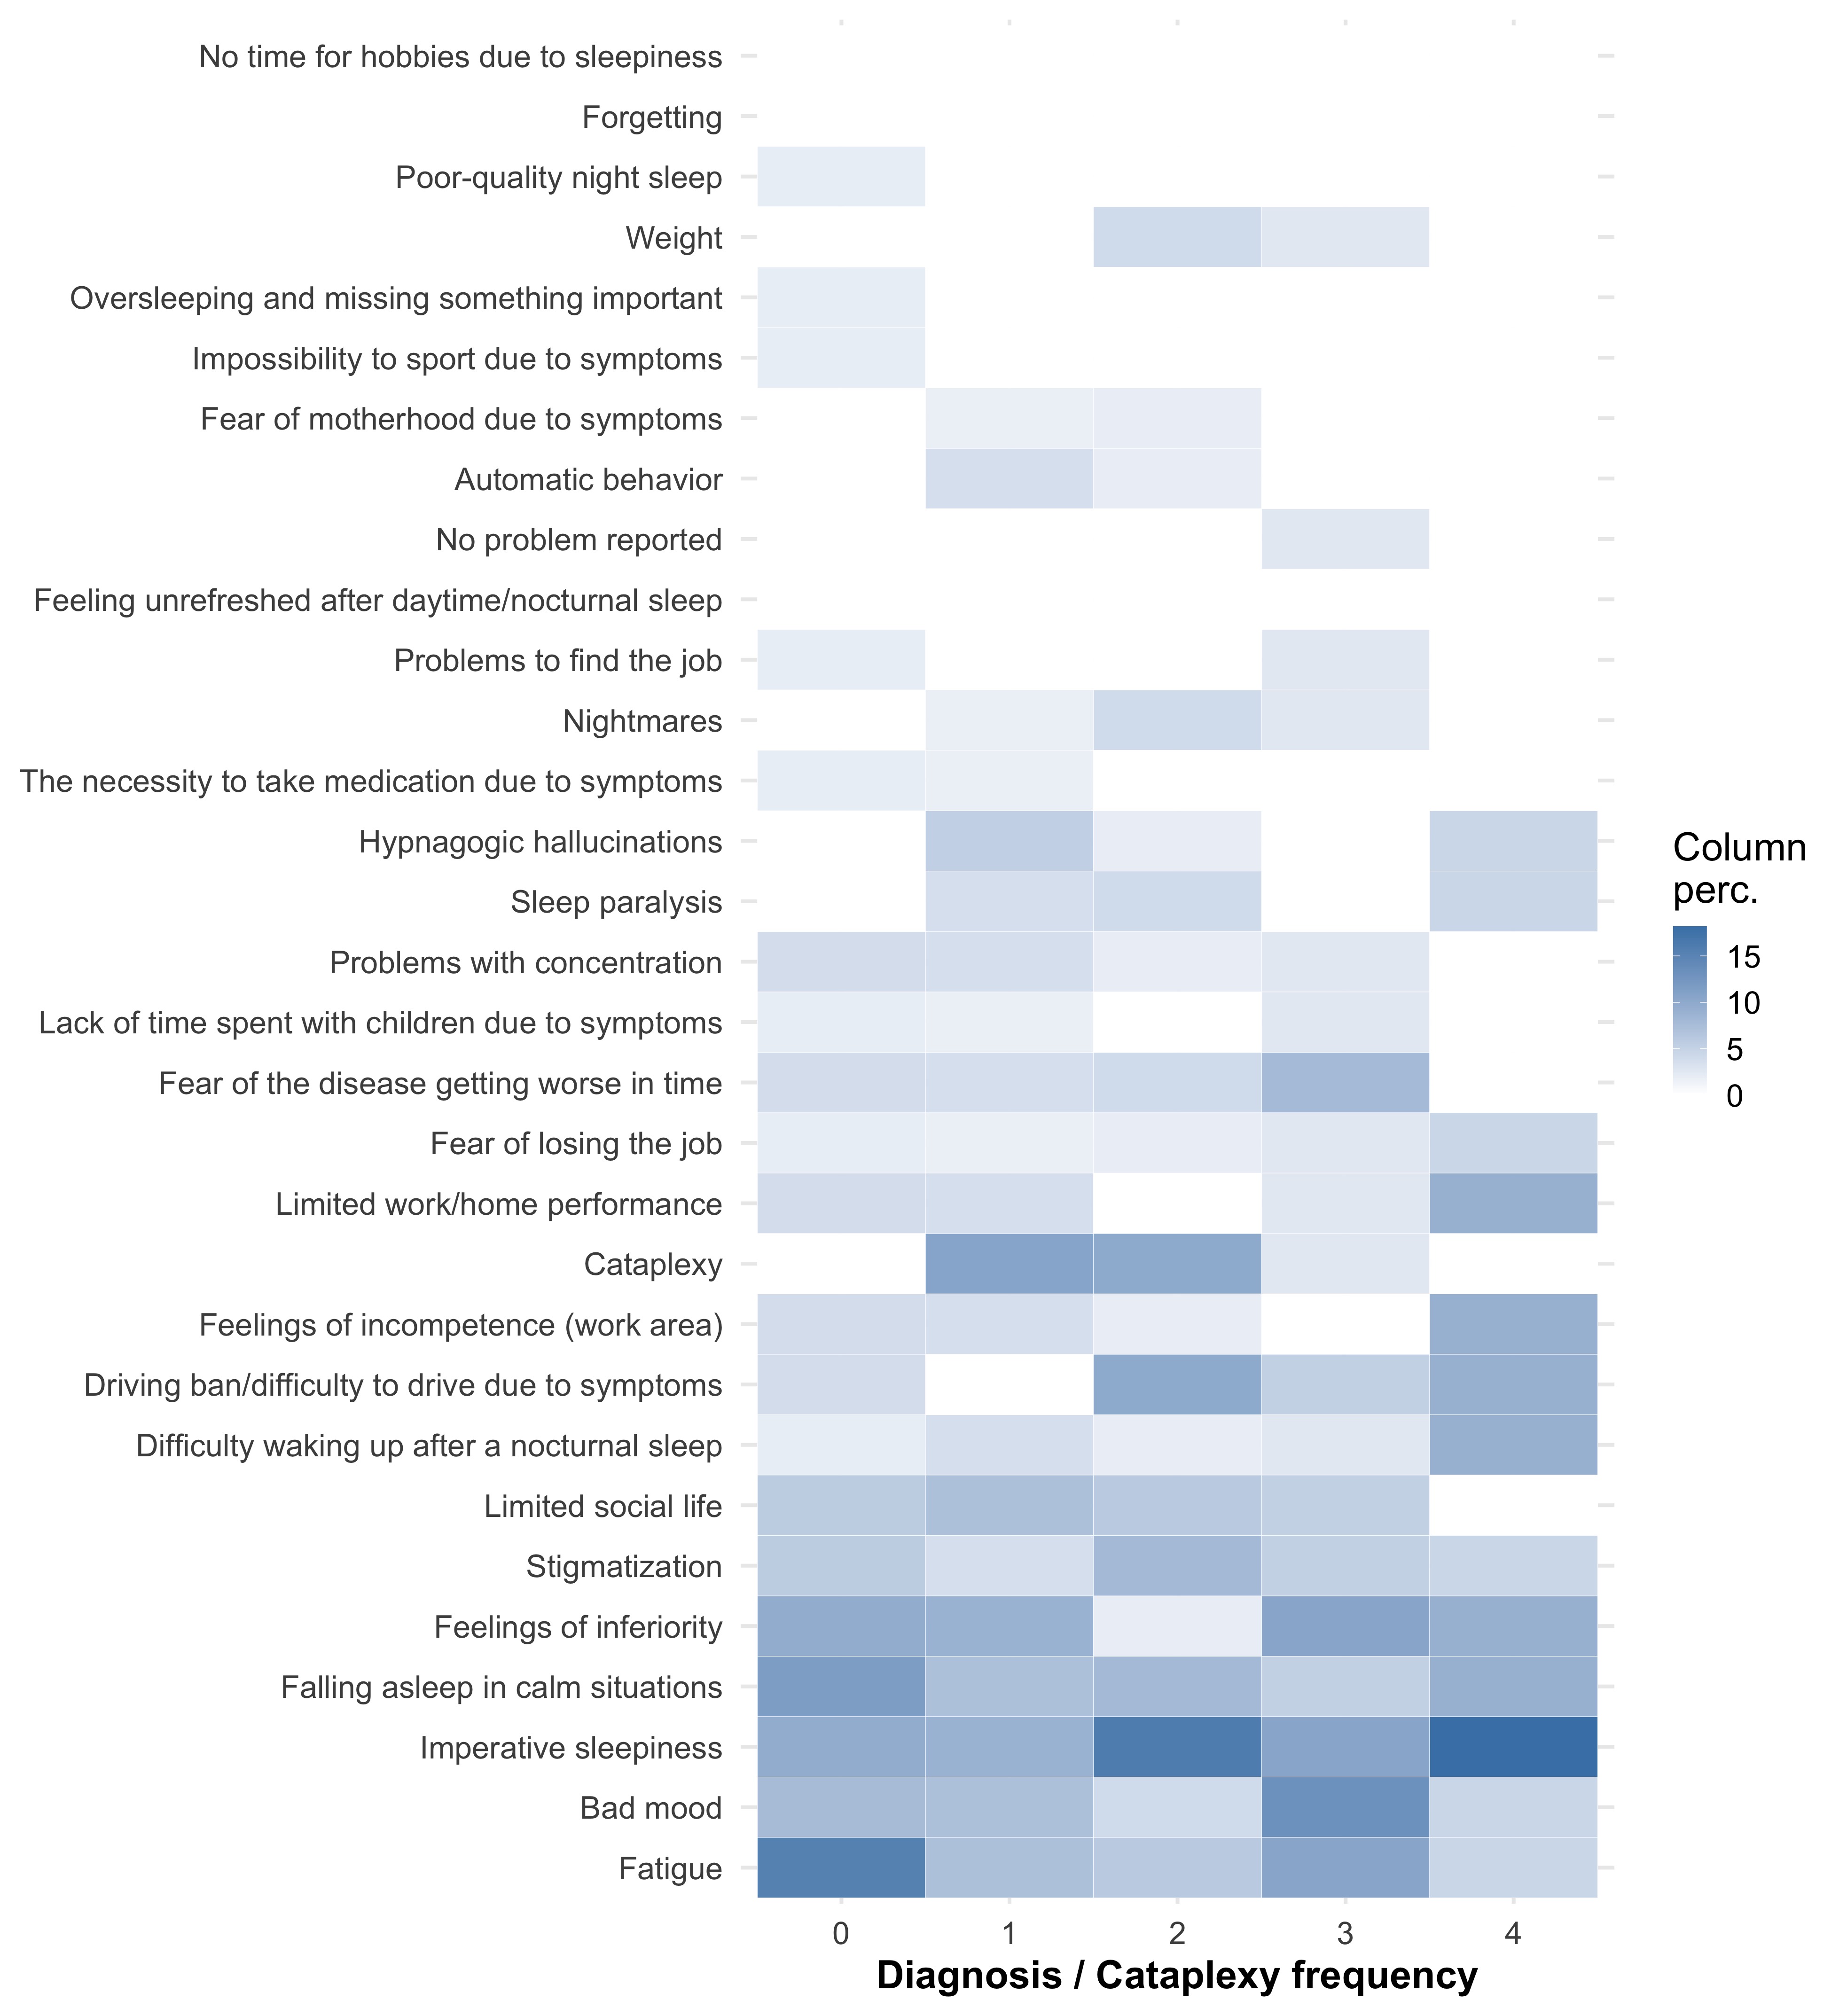 No time for hobbies due to sleepiness
Forgetting
Poor-quality night sleep
Weight
Oversleeping and missing something important
Impossibility to sport due to symptoms
Fear of motherhood due to symptoms
Automatic behavior
No problem reported
Feeling unrefreshed after daytime/nocturnal sleep
Problems to find the job
Nightmares
The necessity to take medication due to symptoms
Hypnagogic hallucinations
Sleep paralysis
Problems with concentration
Lack of time spent with children due to symptoms
Fear of the disease getting worse in time
Fear of losing the job
Limited work/home performance
Cataplexy
Feelings of incompetence (work area)
Driving ban/difficulty to drive due to symptoms
Difficulty waking up after a nocturnal sleep
Limited social life
Stigmatization
Feelings of inferiority
Falling asleep in calm situations
Imperative sleepiness
Bad mood
Fatigue
0 1 2 3 4
Diagnosis / Cataplexy frequency
Column
perc.
15
10
5
0